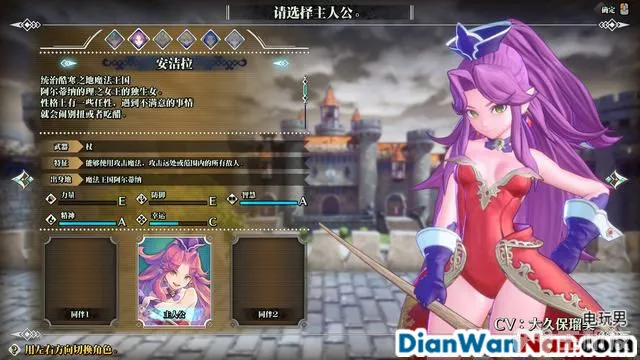 请选择主人公。
确定
安洁拉
统治酷寒之地魔法王国
阿尔蒂纳的理之女王的独生女。
性格上有一些任性,遇到不满意的事情
就会闹别扭或者吃醋。
武器 杖
特征 能够使用攻击魔法,攻击远处或范围内的所有敌人
出身地 魔法王国阿尔蒂纳
力量 E 防御 E 智慧 A
精神 A 幸运 C
同伴1 主人公 同伴2
CV:大久保瑠美
电玩男
DianWanNan.com
? 用左右方向切换角色。